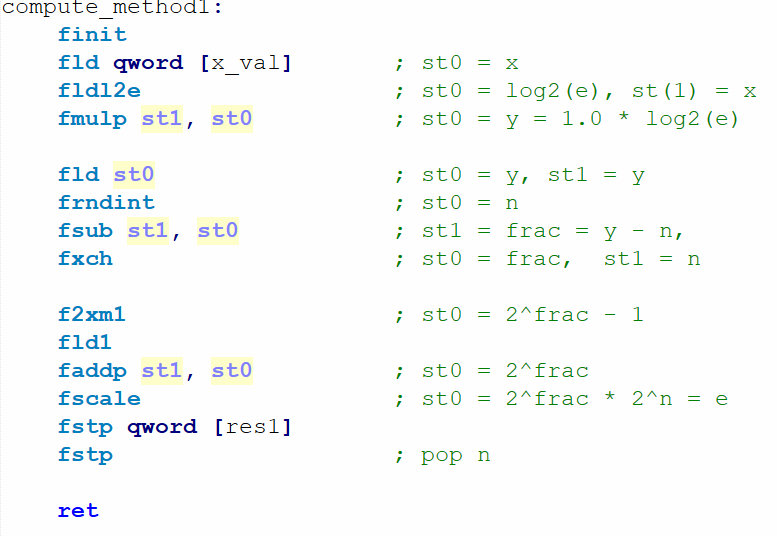 compute_method1:
finit
fld qword [x_val] ; st0 = x
fldl2e ; st0 = log2(e), st(1) = x
fmulp st1, st0 ; st0 = y = 1.0 * log2(e)
fld st0 ; st0 = y, st1 = y
frndint ; st0 = n
fsub st1, st0 ; st1 = frac = y - n,
fxch ; st0 = frac, st1 = n
f2xm1 ; st0 = 2^frac - 1
fld1
faddp st1, st0 ; st0 = 2^frac
fscale ; st0 = 2^frac * 2^n = e
fstp qword [res1]
fstp ; pop n
ret